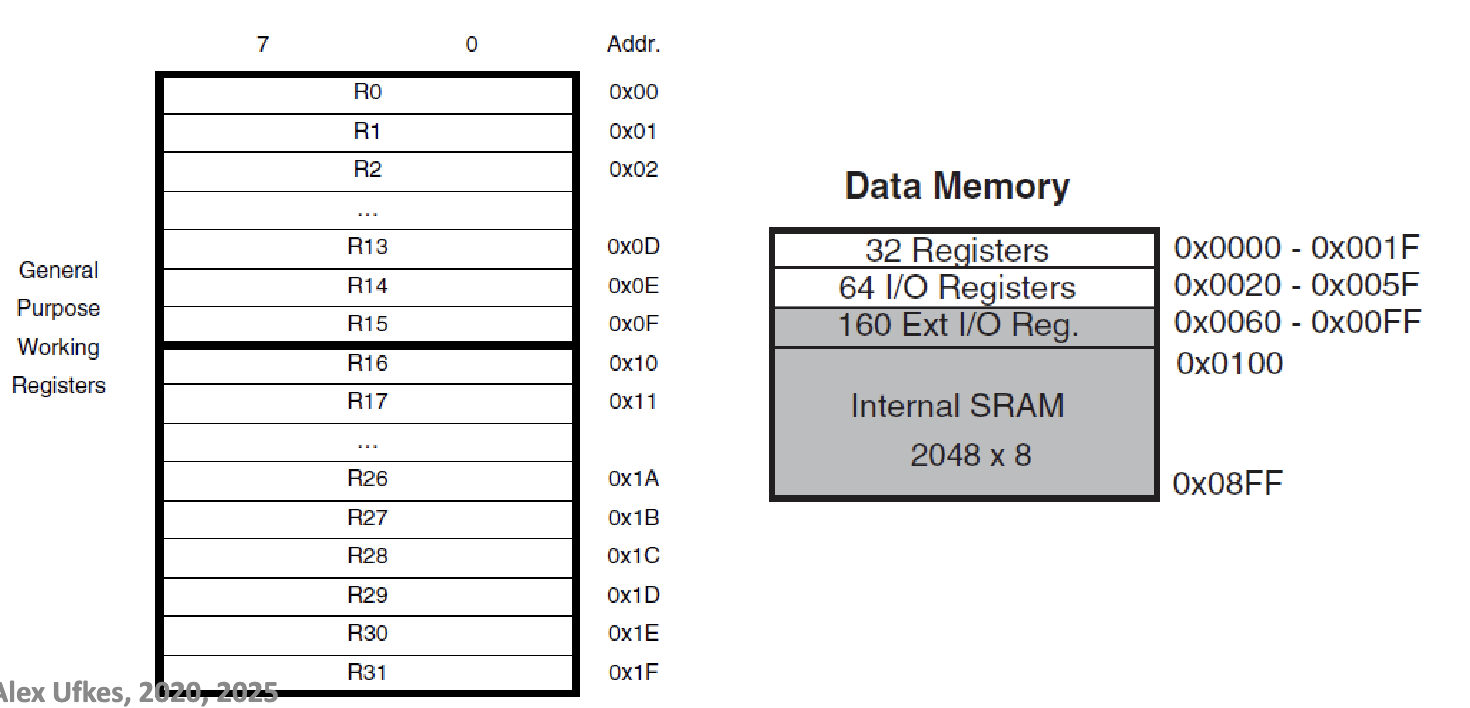 7 0 Addr.
R0 0x00
R1 0x01
R2 0x02
...
R13 0x0D
R14 0x0E
R15 0x0F
R16 0x10
R17 0x11
...
R26 0x1A
R27 0x1B
R28 0x1C
R29 0x1D
R30 0x1E
R31 0x1F
General
Purpose
Working
Registers
Data Memory
32 Registers 0x0000 - 0x001F
64 I/O Registers 0x0020 - 0x005F
160 Ext I/O Reg. 0x0060 - 0x00FF
0x0100
Internal SRAM
2048 x 8
0x08FF
Alex Ufkes, 2020, 2025